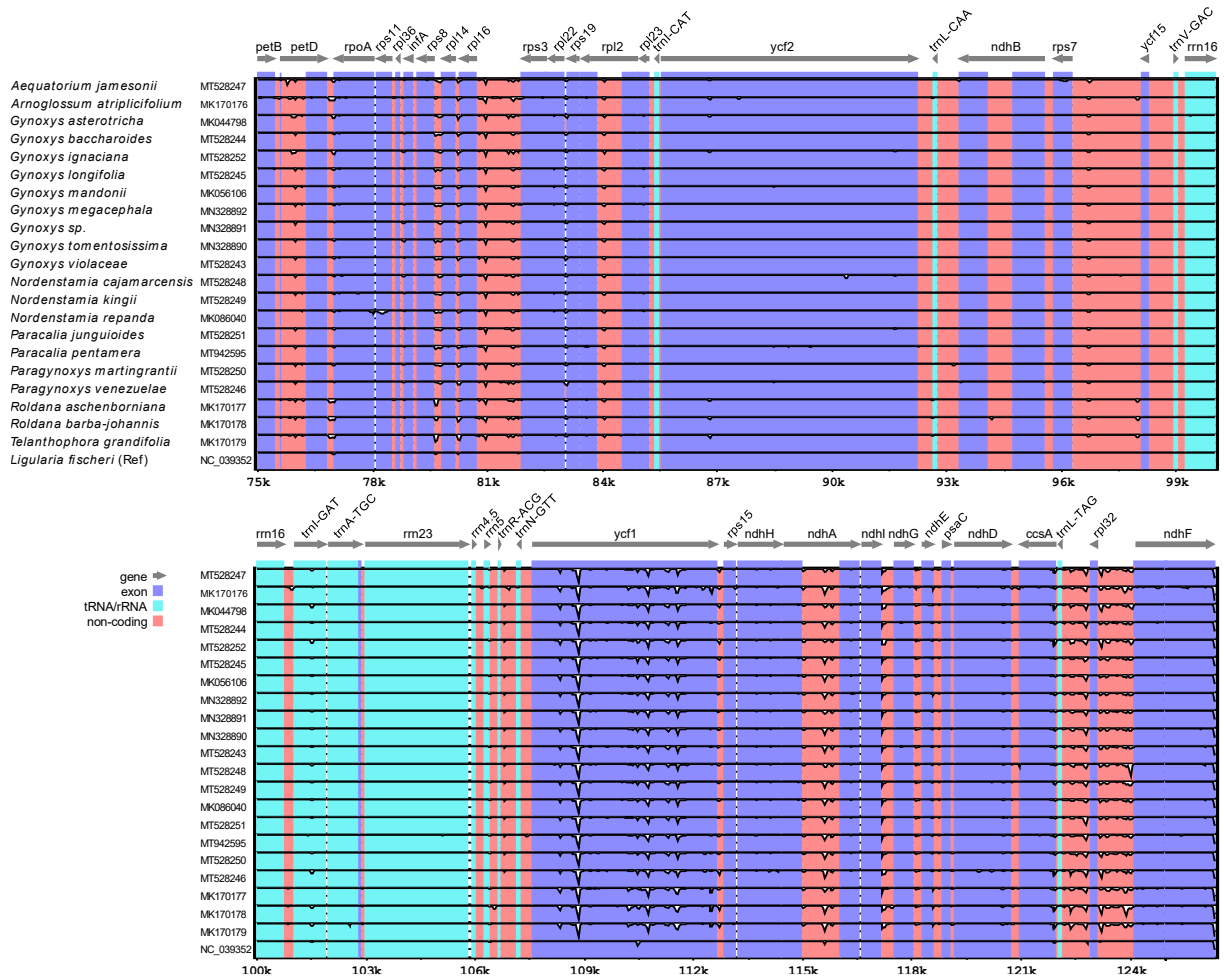 petB petD rpoA rps11 rpl36 infA rps8 rpl14 rpl16 rps3 rpl22 rps19 rpl2 rpl23 trnI-CAT ycf2 trnL-CAA ndhB rps7 ycf15 trnV-GAC rrn16
Aequatorium jamesonii MT528247
Arnoglossum atriplicifolium MK170176
Gynoxys asterotricha MK044798
Gynoxys baccharoides MT528244
Gynoxys ignaciana MT528252
Gynoxys longifolia MT528245
Gynoxys mandonii MK056106
Gynoxys megacephala MN328892
Gynoxys sp. MN328891
Gynoxys tomentosissima MN328890
Gynoxys violaceae MT528243
Nordenstamia cajamarcensis MT528248
Nordenstamia kingii MT528249
Nordenstamia repanda MK086040
Paracalia junguioides MT528251
Paracalia pentamera MT942595
Paragynoxys martingrantii MT528250
Paragynoxys venezuelae MT528246
Roldana aschenborniana MK170177
Roldana barba-johannis MK170178
Telanthophora grandifolia MK170179
Ligularia fischeri (Ref) NC_039352
75k 78k 81k 84k 87k 90k 93k 96k 99k
rrn16 trnI-GAT trnA-TGC rrn23 rrn4.5 rrn5 trnR-ACG trnN-GTT ycf1 rps15 ndhH ndhA ndhI ndhG ndhE psaC ndhD ccsA trnL-TAG rpl32 ndhF
gene
exon
tRNA/rRNA
non-coding
MT528247
MK170176
MK044798
MT528244
MT528252
MT528245
MK056106
MN328892
MN328891
MN328890
MT528243
MT528248
MT528249
MK086040
MT528251
MT942595
MT528250
MT528246
MK170177
MK170178
MK170179
NC_039352
100k 103k 106k 109k 112k 115k 118k 121k 124k